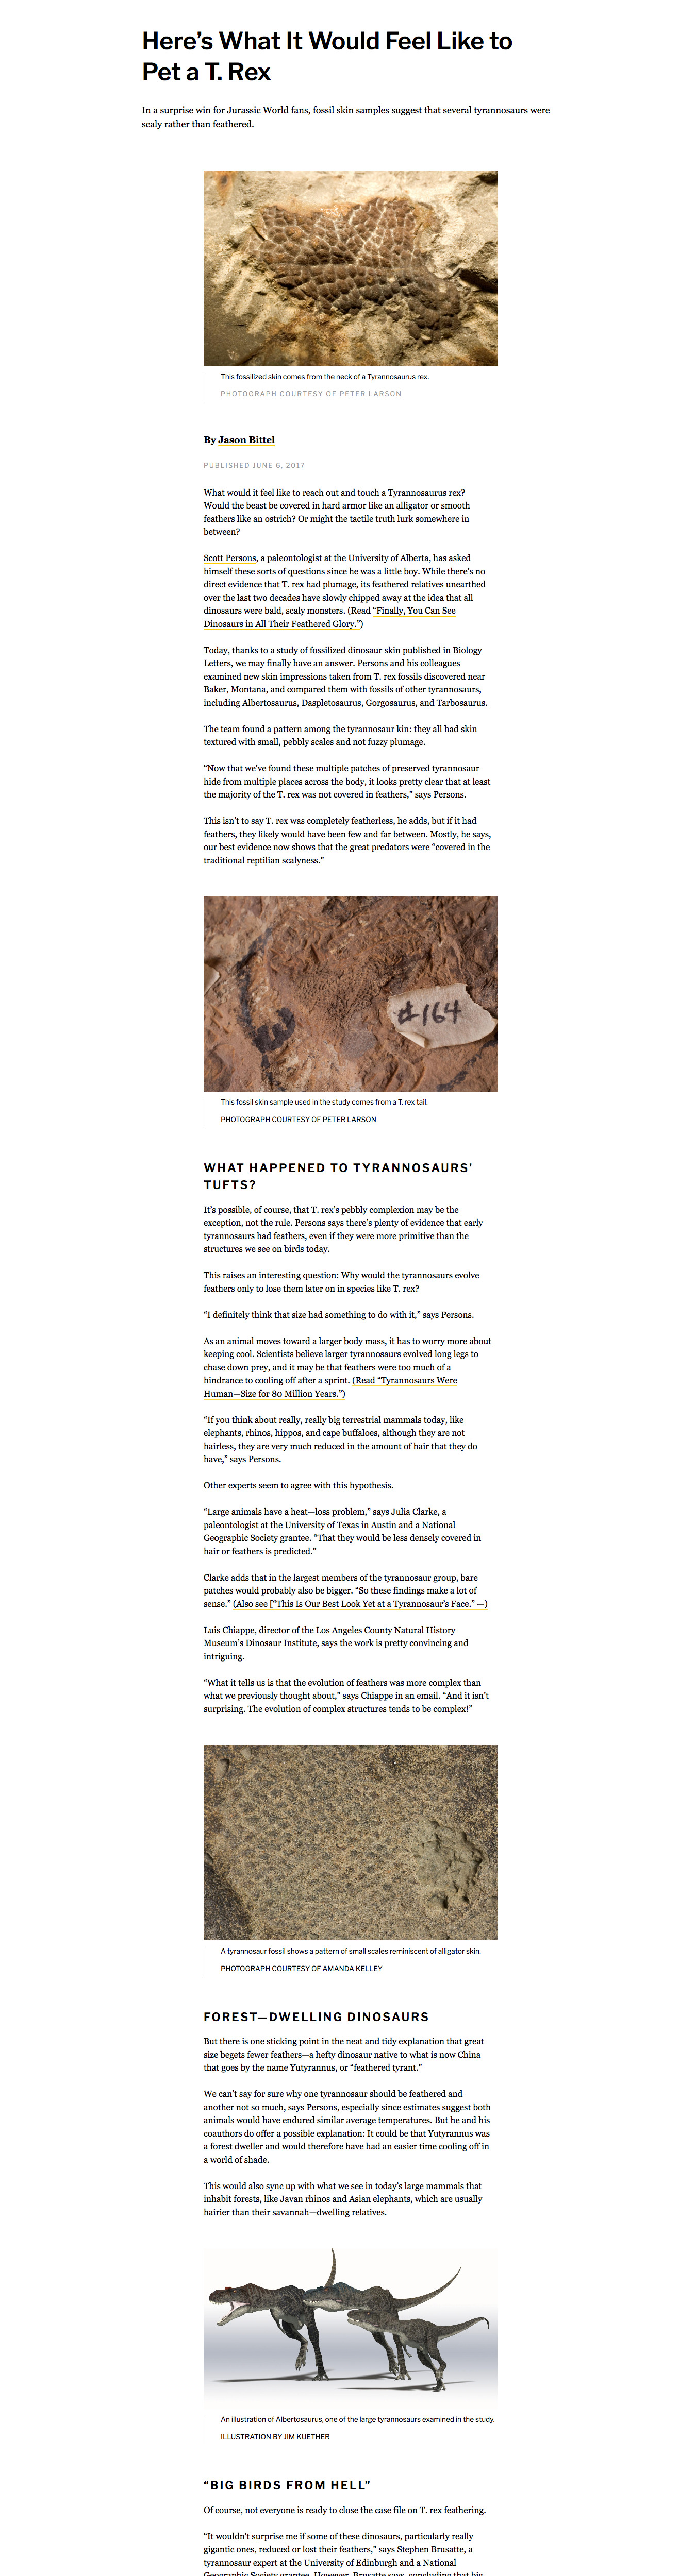 Here’s What It Would Feel Like to
Pet a T. Rex
In a surprise win for Jurassic World fans, fossil skin samples suggest that several tyrannosaurs were
scaly rather than feathered.
This fossilized skin comes from the neck of a Tyrannosaurus rex.
PHOTOGRAPH COURTESY OF PETER LARSON
By Jason Bittel
PUBLISHED JUNE 6, 2017
What would it feel like to reach out and touch a Tyrannosaurus rex?
Would the beast be covered in hard armor like an alligator or smooth
feathers like an ostrich? Or might the tactile truth lurk somewhere in
between?
Scott Persons, a paleontologist at the University of Alberta, has asked
himself these sorts of questions since he was a little boy. While there’s no
direct evidence that T. rex had plumage, its feathered relatives unearthed
over the last two decades have slowly chipped away at the idea that all
dinosaurs were bald, scaly monsters. (Read “Finally, You Can See
Dinosaurs in All Their Feathered Glory.”)
Today, thanks to a study of fossilized dinosaur skin published in Biology
Letters, we may finally have an answer. Persons and his colleagues
examined new skin impressions taken from T. rex fossils discovered near
Baker, Montana, and compared them with fossils of other tyrannosaurs,
including Albertosaurus, Daspletosaurus, Gorgosaurus, and Tarbosaurus.
The team found a pattern among the tyrannosaur kin: they all had skin
textured with small, pebbly scales and not fuzzy plumage.
“Now that we’ve found these multiple patches of preserved tyrannosaur
hide from multiple places across the body, it looks pretty clear that at least
the majority of the T. rex was not covered in feathers,” says Persons.
This isn’t to say T. rex was completely featherless, he adds, but if it had
feathers, they likely would have been few and far between. Mostly, he says,
our best evidence now shows that the great predators were “covered in the
traditional reptilian scalyness.”
#164
This fossil skin sample used in the study comes from a T. rex tail.
PHOTOGRAPH COURTESY OF PETER LARSON
WHAT HAPPENED TO TYRANNOSAURS’
TUFTS?
It’s possible, of course, that T. rex’s pebbly complexion may be the
exception, not the rule. Persons says there’s plenty of evidence that early
tyrannosaurs had feathers, even if they were more primitive than the
structures we see on birds today.
This raises an interesting question: Why would the tyrannosaurs evolve
feathers only to lose them later on in species like T. rex?
“I definitely think that size had something to do with it,” says Persons.
As an animal moves toward a larger body mass, it has to worry more about
keeping cool. Scientists believe larger tyrannosaurs evolved long legs to
chase down prey, and it may be that feathers were too much of a
hindrance to cooling off after a sprint. (Read “Tyrannosaurs Were
Human—Size for 80 Million Years.”)
“If you think about really, really big terrestrial mammals today, like
elephants, rhinos, hippos, and cape buffaloes, although they are not
hairless, they are very much reduced in the amount of hair that they do
have,” says Persons.
Other experts seem to agree with this hypothesis.
“Large animals have a heat—loss problem,” says Julia Clarke, a
paleontologist at the University of Texas in Austin and a National
Geographic Society grantee. “That they would be less densely covered in
hair or feathers is predicted.”
Clarke adds that in the largest members of the tyrannosaur group, bare
patches would probably also be bigger. “So these findings make a lot of
sense.” (Also see [“This Is Our Best Look Yet at a Tyrannosaur’s Face.” —)
Luis Chiappe, director of the Los Angeles County Natural History
Museum’s Dinosaur Institute, says the work is pretty convincing and
intriguing.
“What it tells us is that the evolution of feathers was more complex than
what we previously thought about,” says Chiappe in an email. “And it isn’t
surprising. The evolution of complex structures tends to be complex!”
A tyrannosaur fossil shows a pattern of small scales reminiscent of alligator skin.
PHOTOGRAPH COURTESY OF AMANDA KELLEY
FOREST—DWELLING DINOSAURS
But there is one sticking point in the neat and tidy explanation that great
size begets fewer feathers—a hefty dinosaur native to what is now China
that goes by the name Yutyrannus, or “feathered tyrant.”
We can’t say for sure why one tyrannosaur should be feathered and
another not so much, says Persons, especially since estimates suggest both
animals would have endured similar average temperatures. But he and his
coauthors do offer a possible explanation: It could be that Yutyrannus was
a forest dweller and would therefore have had an easier time cooling off in
a world of shade.
This would also sync up with what we see in today’s large mammals that
inhabit forests, like Javan rhinos and Asian elephants, which are usually
hairier than their savannah—dwelling relatives.
An illustration of Albertosaurus, one of the large tyrannosaurs examined in the study.
ILLUSTRATION BY JIM KUETHER
“BIG BIRDS FROM HELL”
Of course, not everyone is ready to close the case file on T. rex feathering.
“It wouldn’t surprise me if some of these dinosaurs, particularly really
gigantic ones, reduced or lost their feathers,” says Stephen Brusatte, a
tyrannosaur expert at the University of Edinburgh and a National
Geographic Society grantee. However, Brusatte says, concluding that big